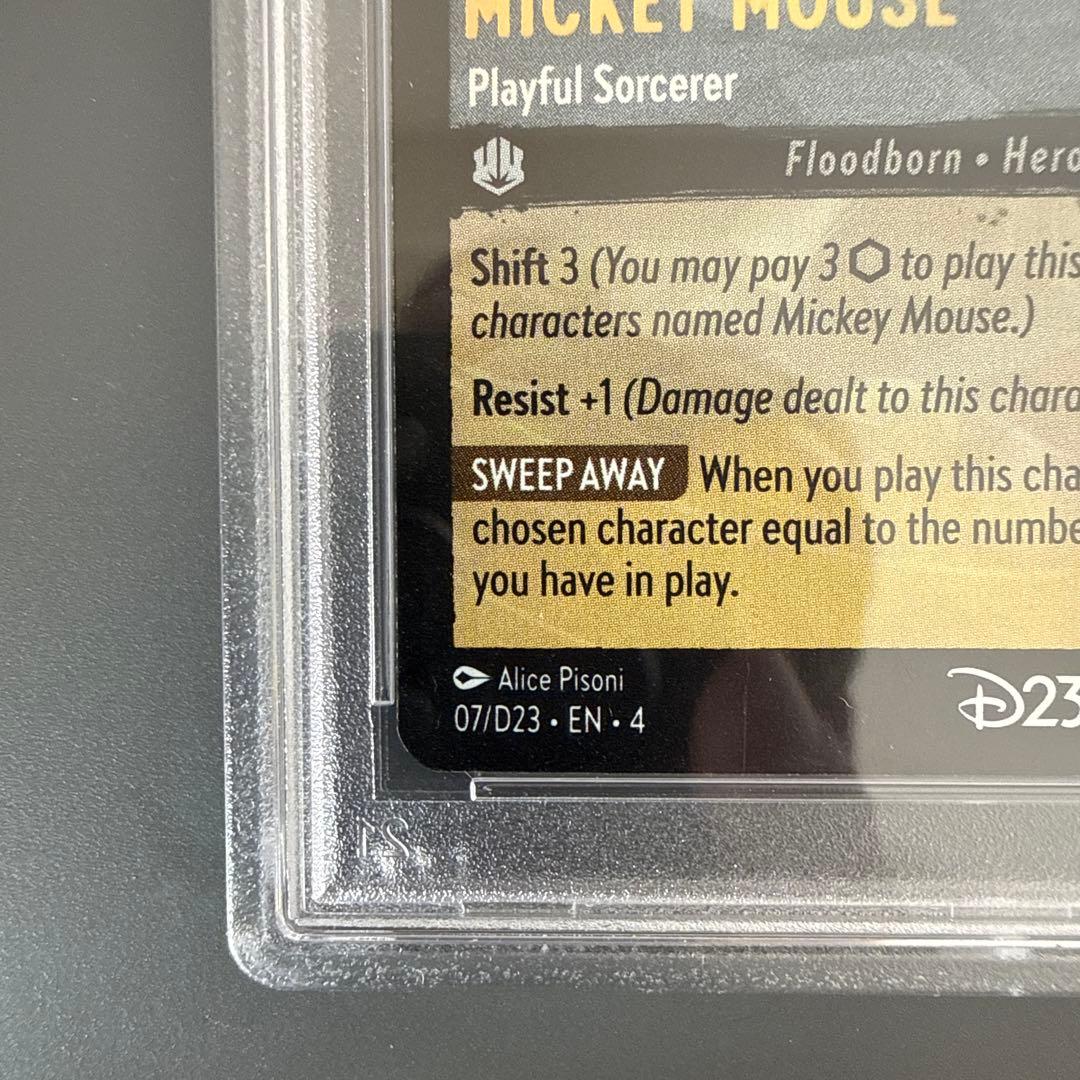 MICKEY MOUSE
Playful Sorcerer
Floodborn • Hero
Shift 3 (You may pay 3 ⬡ to play this
characters named Mickey Mouse.)
Resist +1 (Damage dealt to this chara
SWEEP AWAY When you play this cha
chosen character equal to the numbe
you have in play.
Alice Pisoni
07/D23 • EN • 4
D23
21